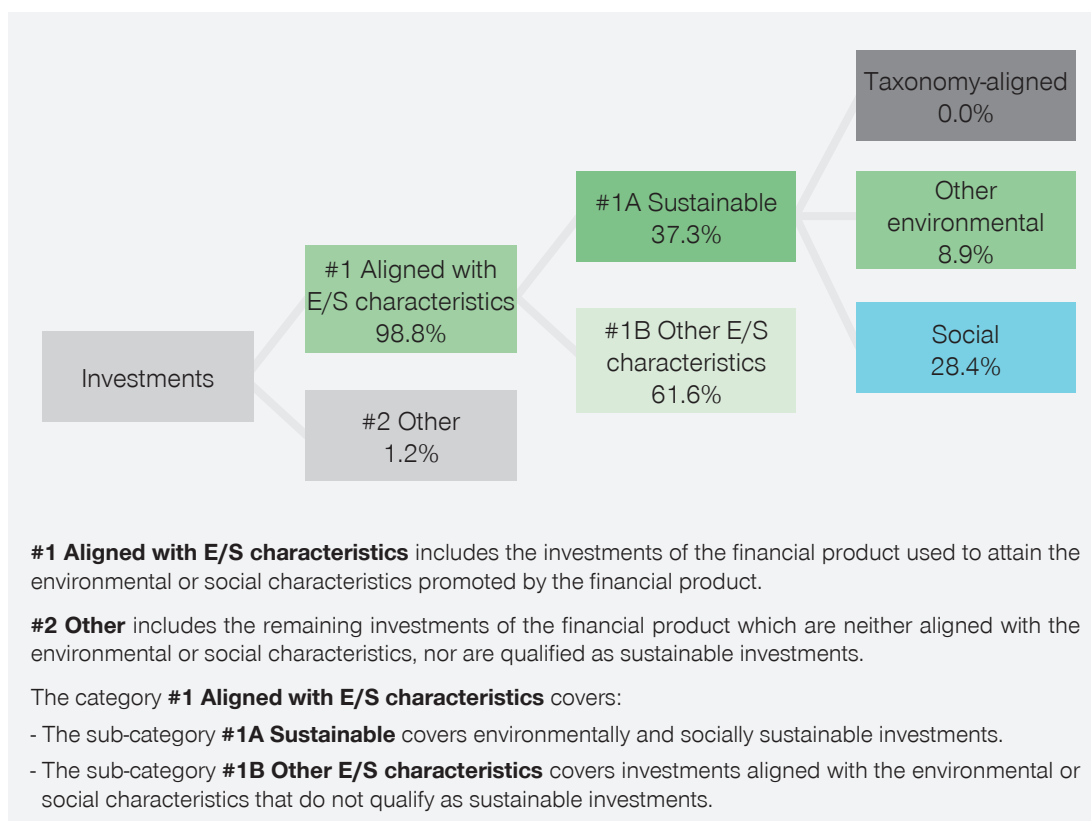 Taxonomy-aligned
0.0%
#1A Sustainable
37.3%
Other
environmental
8.9%
#1 Aligned with
E/S characteristics
98.8%
#1B Other E/S
characteristics
61.6%
Social
28.4%
Investments
#2 Other
1.2%
#1 Aligned with E/S characteristics includes the investments of the financial product used to attain the
environmental or social characteristics promoted by the financial product.
#2 Other includes the remaining investments of the financial product which are neither aligned with the
environmental or social characteristics, nor are qualified as sustainable investments.
The category #1 Aligned with E/S characteristics covers:
- The sub-category #1A Sustainable covers environmentally and socially sustainable investments.
- The sub-category #1B Other E/S characteristics covers investments aligned with the environmental or
social characteristics that do not qualify as sustainable investments.